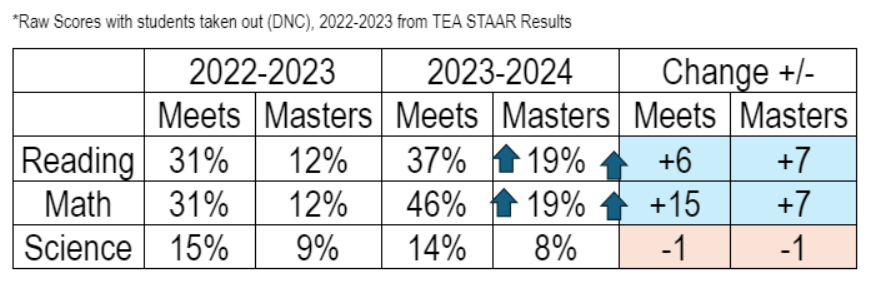 *Raw Scores with students taken out (DNC), 2022-2023 from TEA STAAR Results
2022-2023 2023-2024 Change +/-
Meets Masters Meets Masters Meets Masters
Reading 31% 12% 37% 19% +6 +7
Math 31% 12% 46% 19% +15 +7
Science 15% 9% 14% 8% -1 -1